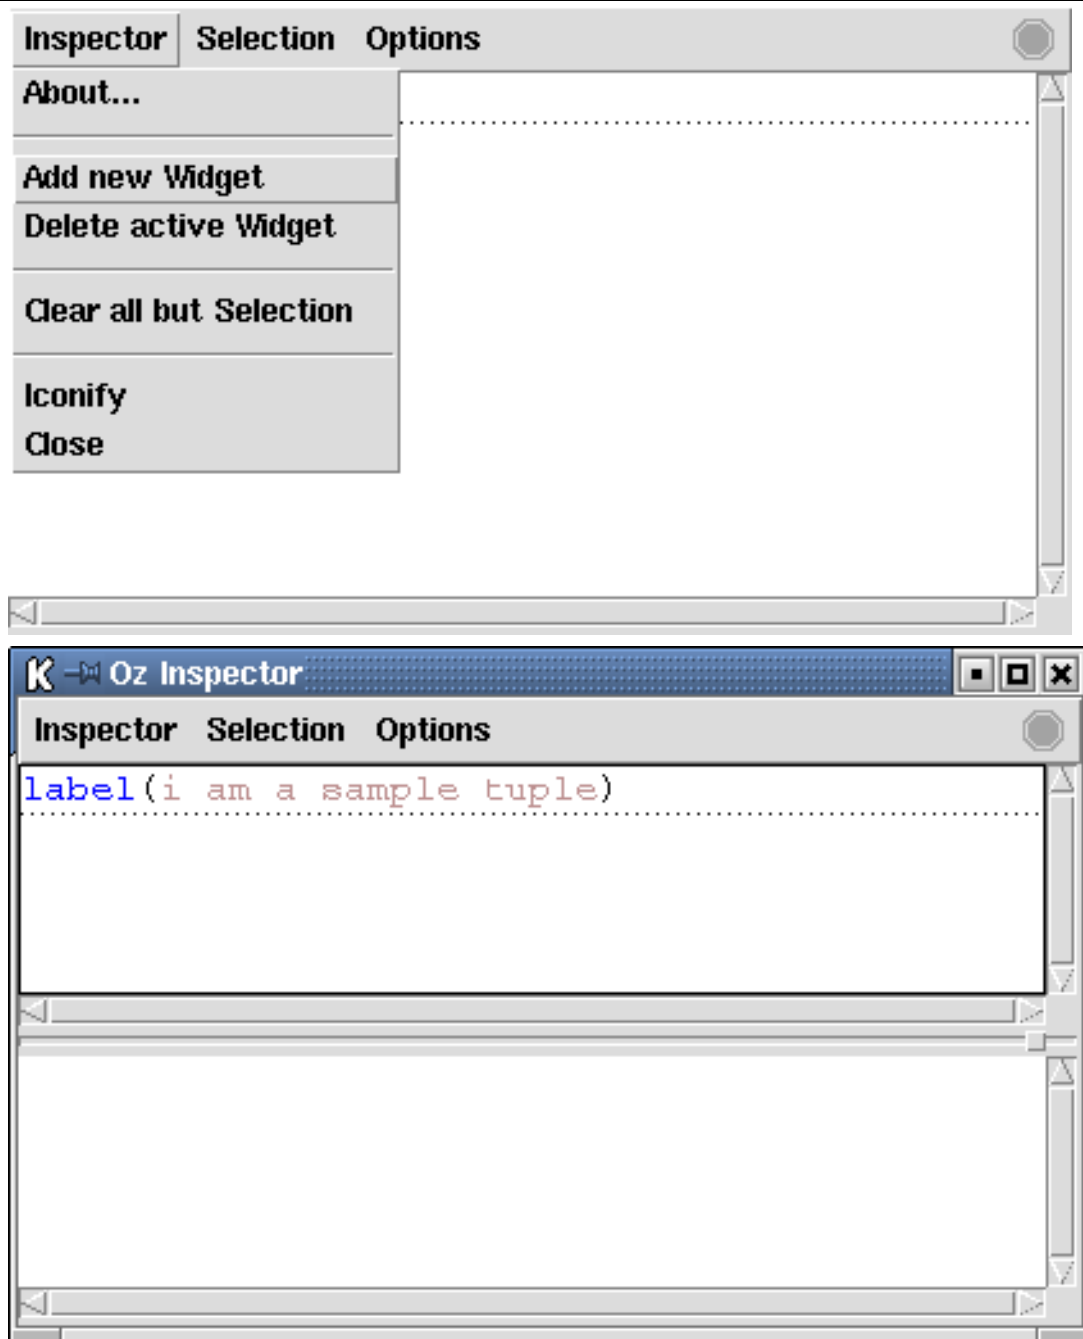 Inspector Selection Options
About...
Add new Widget
Delete active Widget
Clear all but Selection
Iconify
Close
K Oz Inspector
Inspector Selection Options
label(i am a sample tuple)